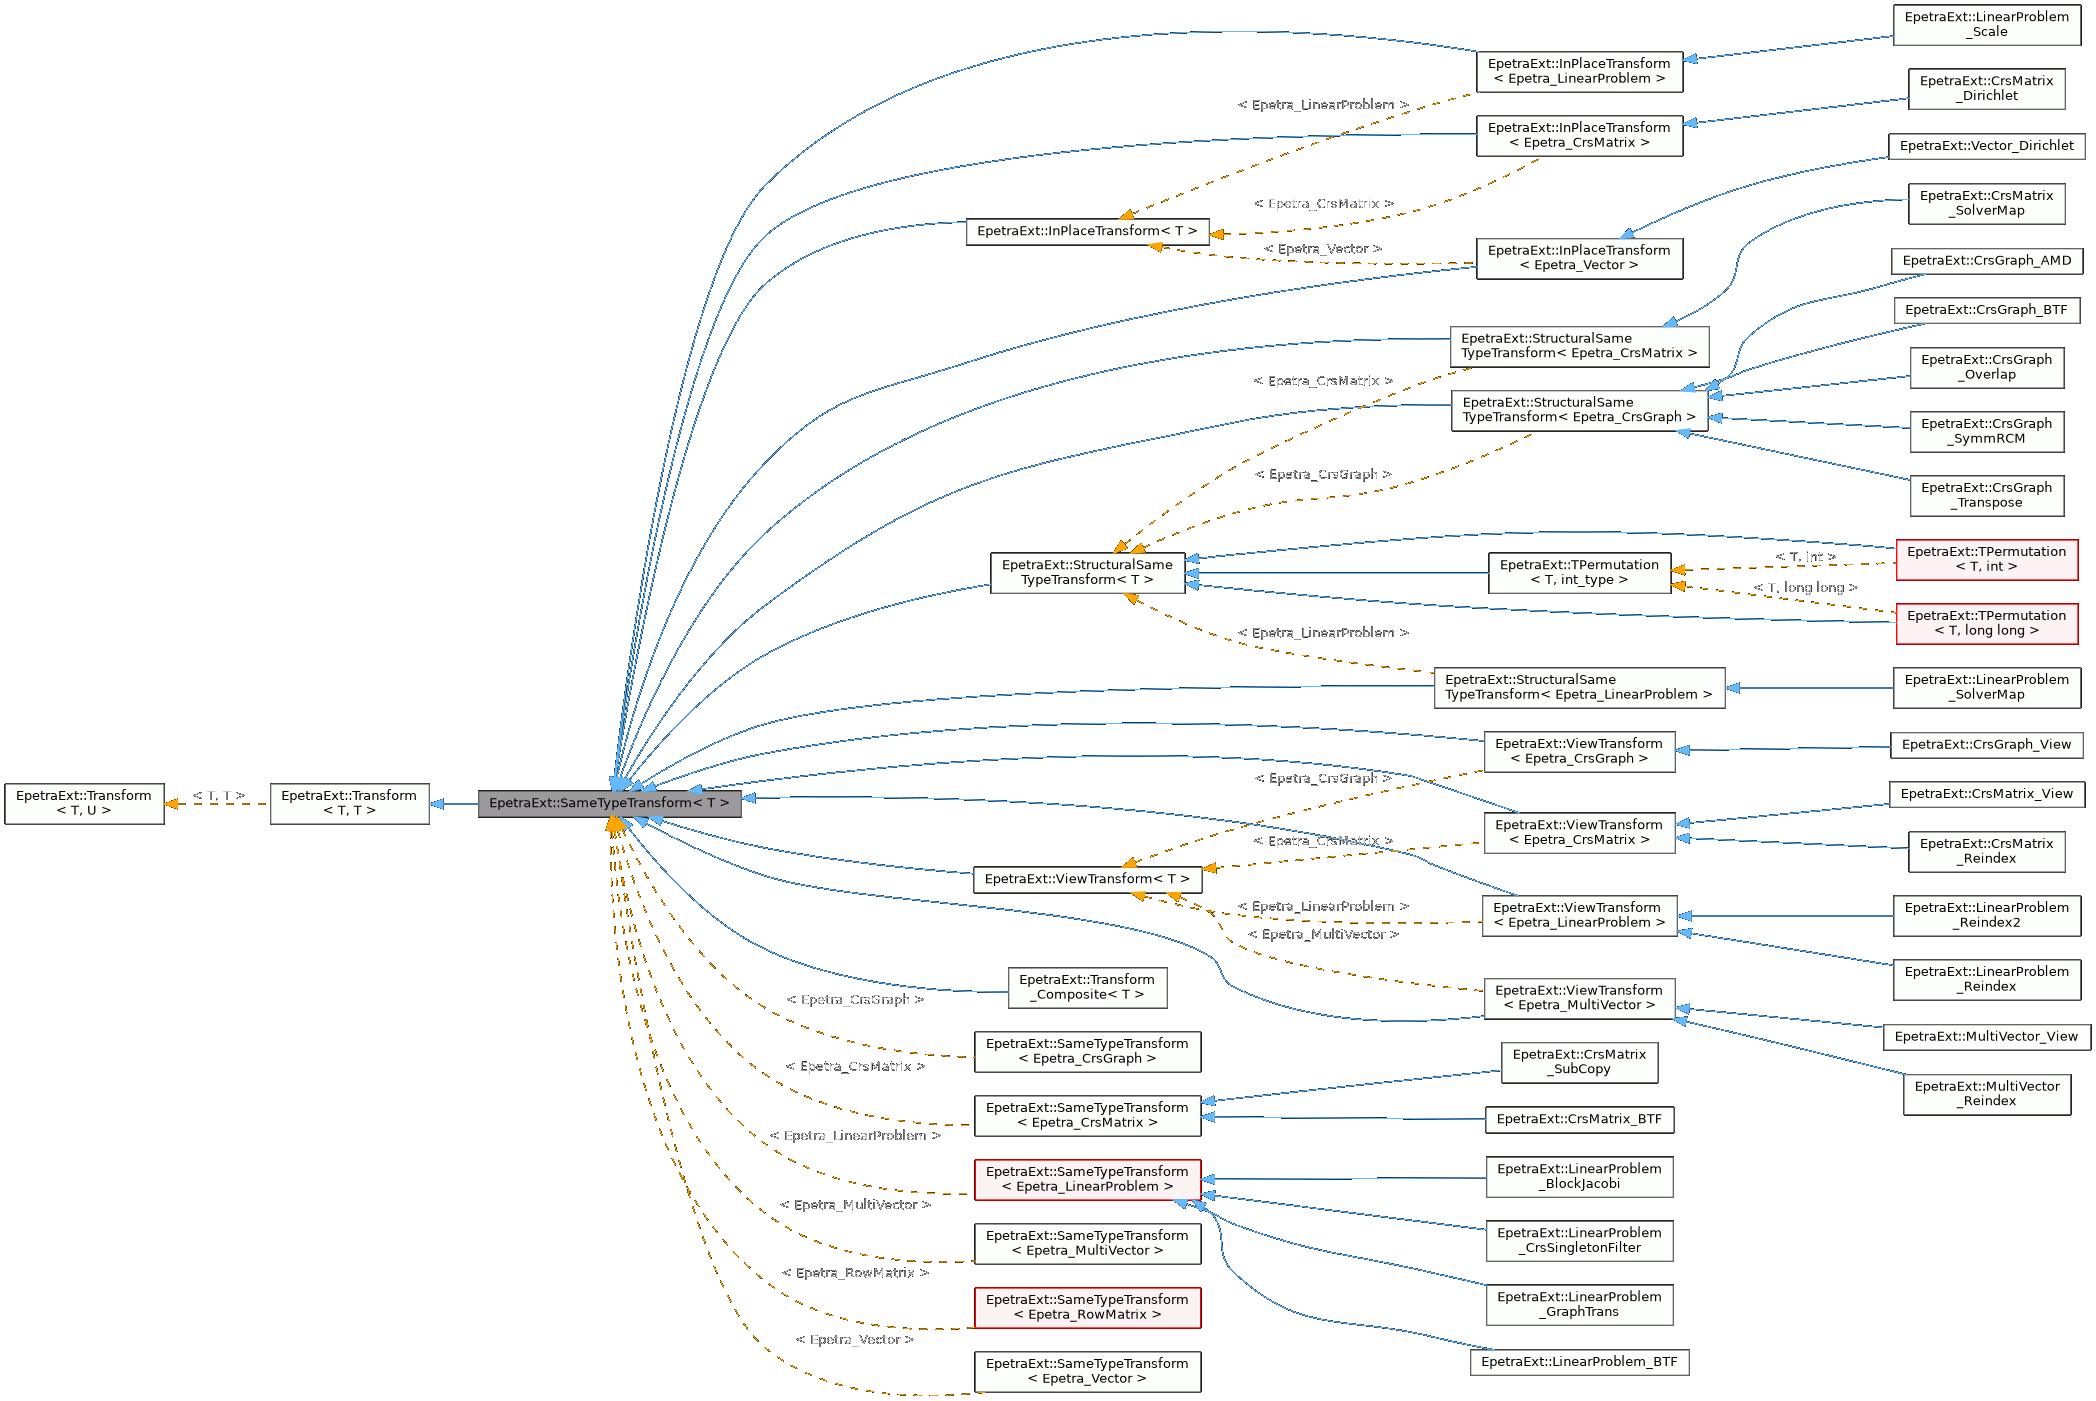 EpetraExt::Transform
< T, U >
< T, T >
EpetraExt::Transform
< T, T >
EpetraExt::SameTypeTransform< T >
EpetraExt::InPlaceTransform< T >
< Epetra_LinearProblem >
< Epetra_CrsMatrix >
< Epetra_Vector >
EpetraExt::InPlaceTransform
< Epetra_LinearProblem >
EpetraExt::LinearProblem
_Scale
EpetraExt::InPlaceTransform
< Epetra_CrsMatrix >
EpetraExt::CrsMatrix
_Dirichlet
EpetraExt::InPlaceTransform
< Epetra_Vector >
EpetraExt::Vector_Dirichlet
EpetraExt::StructuralSame
TypeTransform< Epetra_CrsMatrix >
EpetraExt::CrsMatrix
_SolverMap
EpetraExt::StructuralSame
TypeTransform< Epetra_CrsGraph >
EpetraExt::CrsGraph_AMD
EpetraExt::CrsGraph_BTF
EpetraExt::CrsGraph
_Overlap
EpetraExt::CrsGraph
_SymmRCM
EpetraExt::CrsGraph
_Transpose
< Epetra_CrsMatrix >
< Epetra_CrsGraph >
EpetraExt::StructuralSame
TypeTransform< T >
< Epetra_LinearProblem >
EpetraExt::TPermutation
< T, int_type >
< T, int >
< T, long long >
EpetraExt::TPermutation
< T, int >
EpetraExt::TPermutation
< T, long long >
EpetraExt::StructuralSame
TypeTransform< Epetra_LinearProblem >
EpetraExt::LinearProblem
_SolverMap
EpetraExt::ViewTransform
< Epetra_CrsGraph >
EpetraExt::CrsGraph_View
< Epetra_CrsGraph >
EpetraExt::ViewTransform
< Epetra_CrsMatrix >
EpetraExt::CrsMatrix_View
EpetraExt::CrsMatrix
_Reindex
< Epetra_CrsMatrix >
EpetraExt::ViewTransform< T >
< Epetra_LinearProblem >
< Epetra_MultiVector >
EpetraExt::ViewTransform
< Epetra_LinearProblem >
EpetraExt::LinearProblem
_Reindex2
EpetraExt::LinearProblem
_Reindex
EpetraExt::ViewTransform
< Epetra_MultiVector >
EpetraExt::MultiVector_View
EpetraExt::MultiVector
_Reindex
EpetraExt::Transform
_Composite< T >
< Epetra_CrsGraph >
EpetraExt::SameTypeTransform
< Epetra_CrsGraph >
< Epetra_CrsMatrix >
EpetraExt::SameTypeTransform
< Epetra_CrsMatrix >
EpetraExt::CrsMatrix
_SubCopy
EpetraExt::CrsMatrix_BTF
< Epetra_LinearProblem >
EpetraExt::SameTypeTransform
< Epetra_LinearProblem >
EpetraExt::LinearProblem
_BlockJacobi
EpetraExt::LinearProblem
_CrsSingletonFilter
EpetraExt::LinearProblem
_GraphTrans
EpetraExt::LinearProblem_BTF
< Epetra_MultiVector >
EpetraExt::SameTypeTransform
< Epetra_MultiVector >
< Epetra_RowMatrix >
EpetraExt::SameTypeTransform
< Epetra_RowMatrix >
< Epetra_Vector >
EpetraExt::SameTypeTransform
< Epetra_Vector >